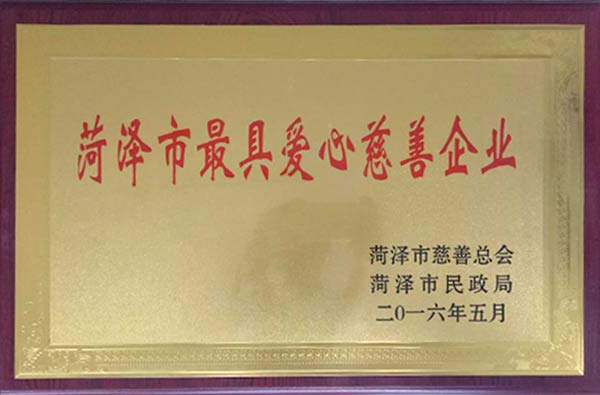 菏泽市最具爱心慈善企业
菏泽市慈善总会
菏泽市民政局
二〇一六年五月